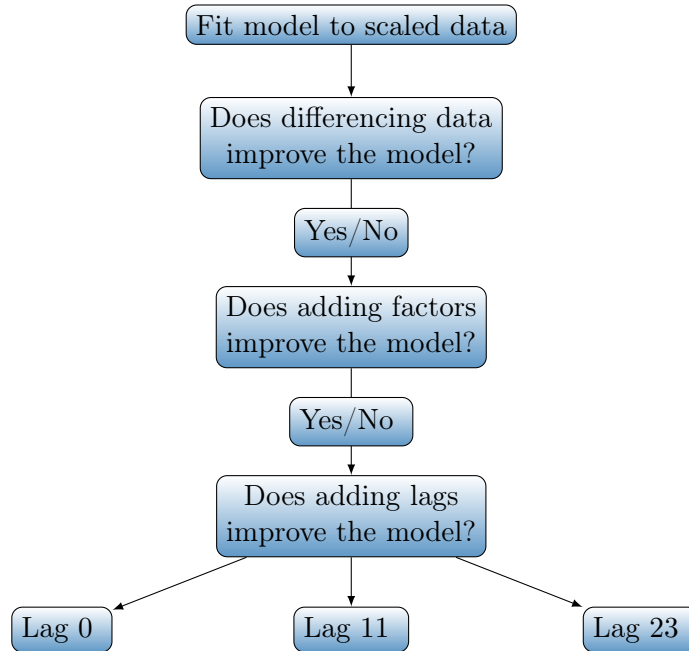 Fit model to scaled data
Does differencing data
improve the model?
Yes/No
Does adding factors
improve the model?
Yes/No
Does adding lags
improve the model?
Lag 0
Lag 11
Lag 23